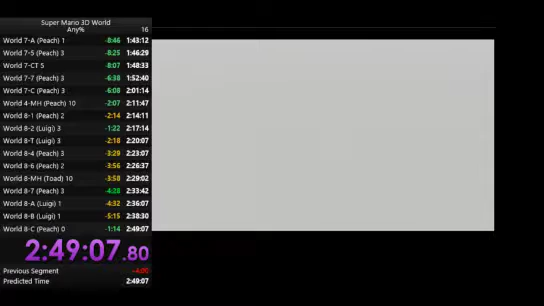 Super Mario 3D World
Any% 16
World 7-A (Peach) 1 -8:46 1:43:12
World 7-5 (Peach) 3 -8:25 1:46:29
World 7-CT 5 -8:07 1:48:33
World 7-7 (Peach) 3 -6:38 1:52:40
World 7-C (Peach) 3 -6:08 2:01:14
World 4-MH (Peach) 10 -2:07 2:11:47
World 8-1 (Peach) 2 -2:14 2:14:11
World 8-2 (Luigi) 3 -1:22 2:17:14
World 8-T (Luigi) 3 -2:18 2:20:07
World 8-4 (Peach) 3 -3:29 2:23:07
World 8-6 (Peach) 2 -3:56 2:26:37
World 8-MH (Toad) 10 -3:58 2:29:02
World 8-7 (Peach) 3 -4:28 2:33:42
World 8-A (Luigi) 1 -4:32 2:36:07
World 8-B (Luigi) 1 -5:15 2:38:30
World 8-C (Peach) 0 -1:14 2:49:07
2:49:07.80
Previous Segment
Predicted Time 2:49:07